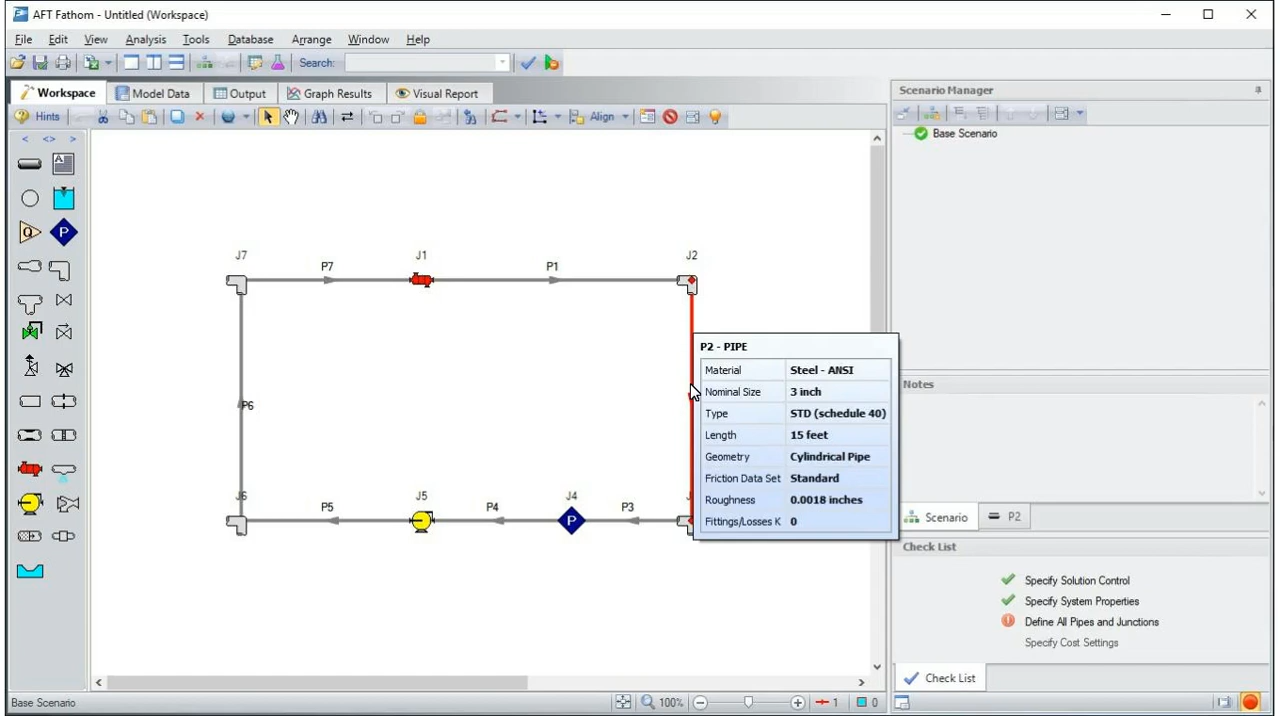 AFT Fathom - Untitled (Workspace)
File Edit View Analysis Tools Database Arrange Window Help
Search:
Workspace Model Data Output Graph Results Visual Report
Hints Align
Scenario Manager
Base Scenario
A
Q P
J7 J1 J2
P7 P1
P2 - PIPE
Material Steel - ANSI
Nominal Size 3 inch
Type STD (schedule 40)
Length 15 feet
Geometry Cylindrical Pipe
Friction Data Set Standard
Roughness 0.0018 inches
Fittings/Losses K 0
P6
J6 J5 J4 J
P5 P4 P3
P
Notes
Scenario P2
Check List
Specify Solution Control
Specify System Properties
Define All Pipes and Junctions
Specify Cost Settings
Check List
Base Scenario 100% 1 0